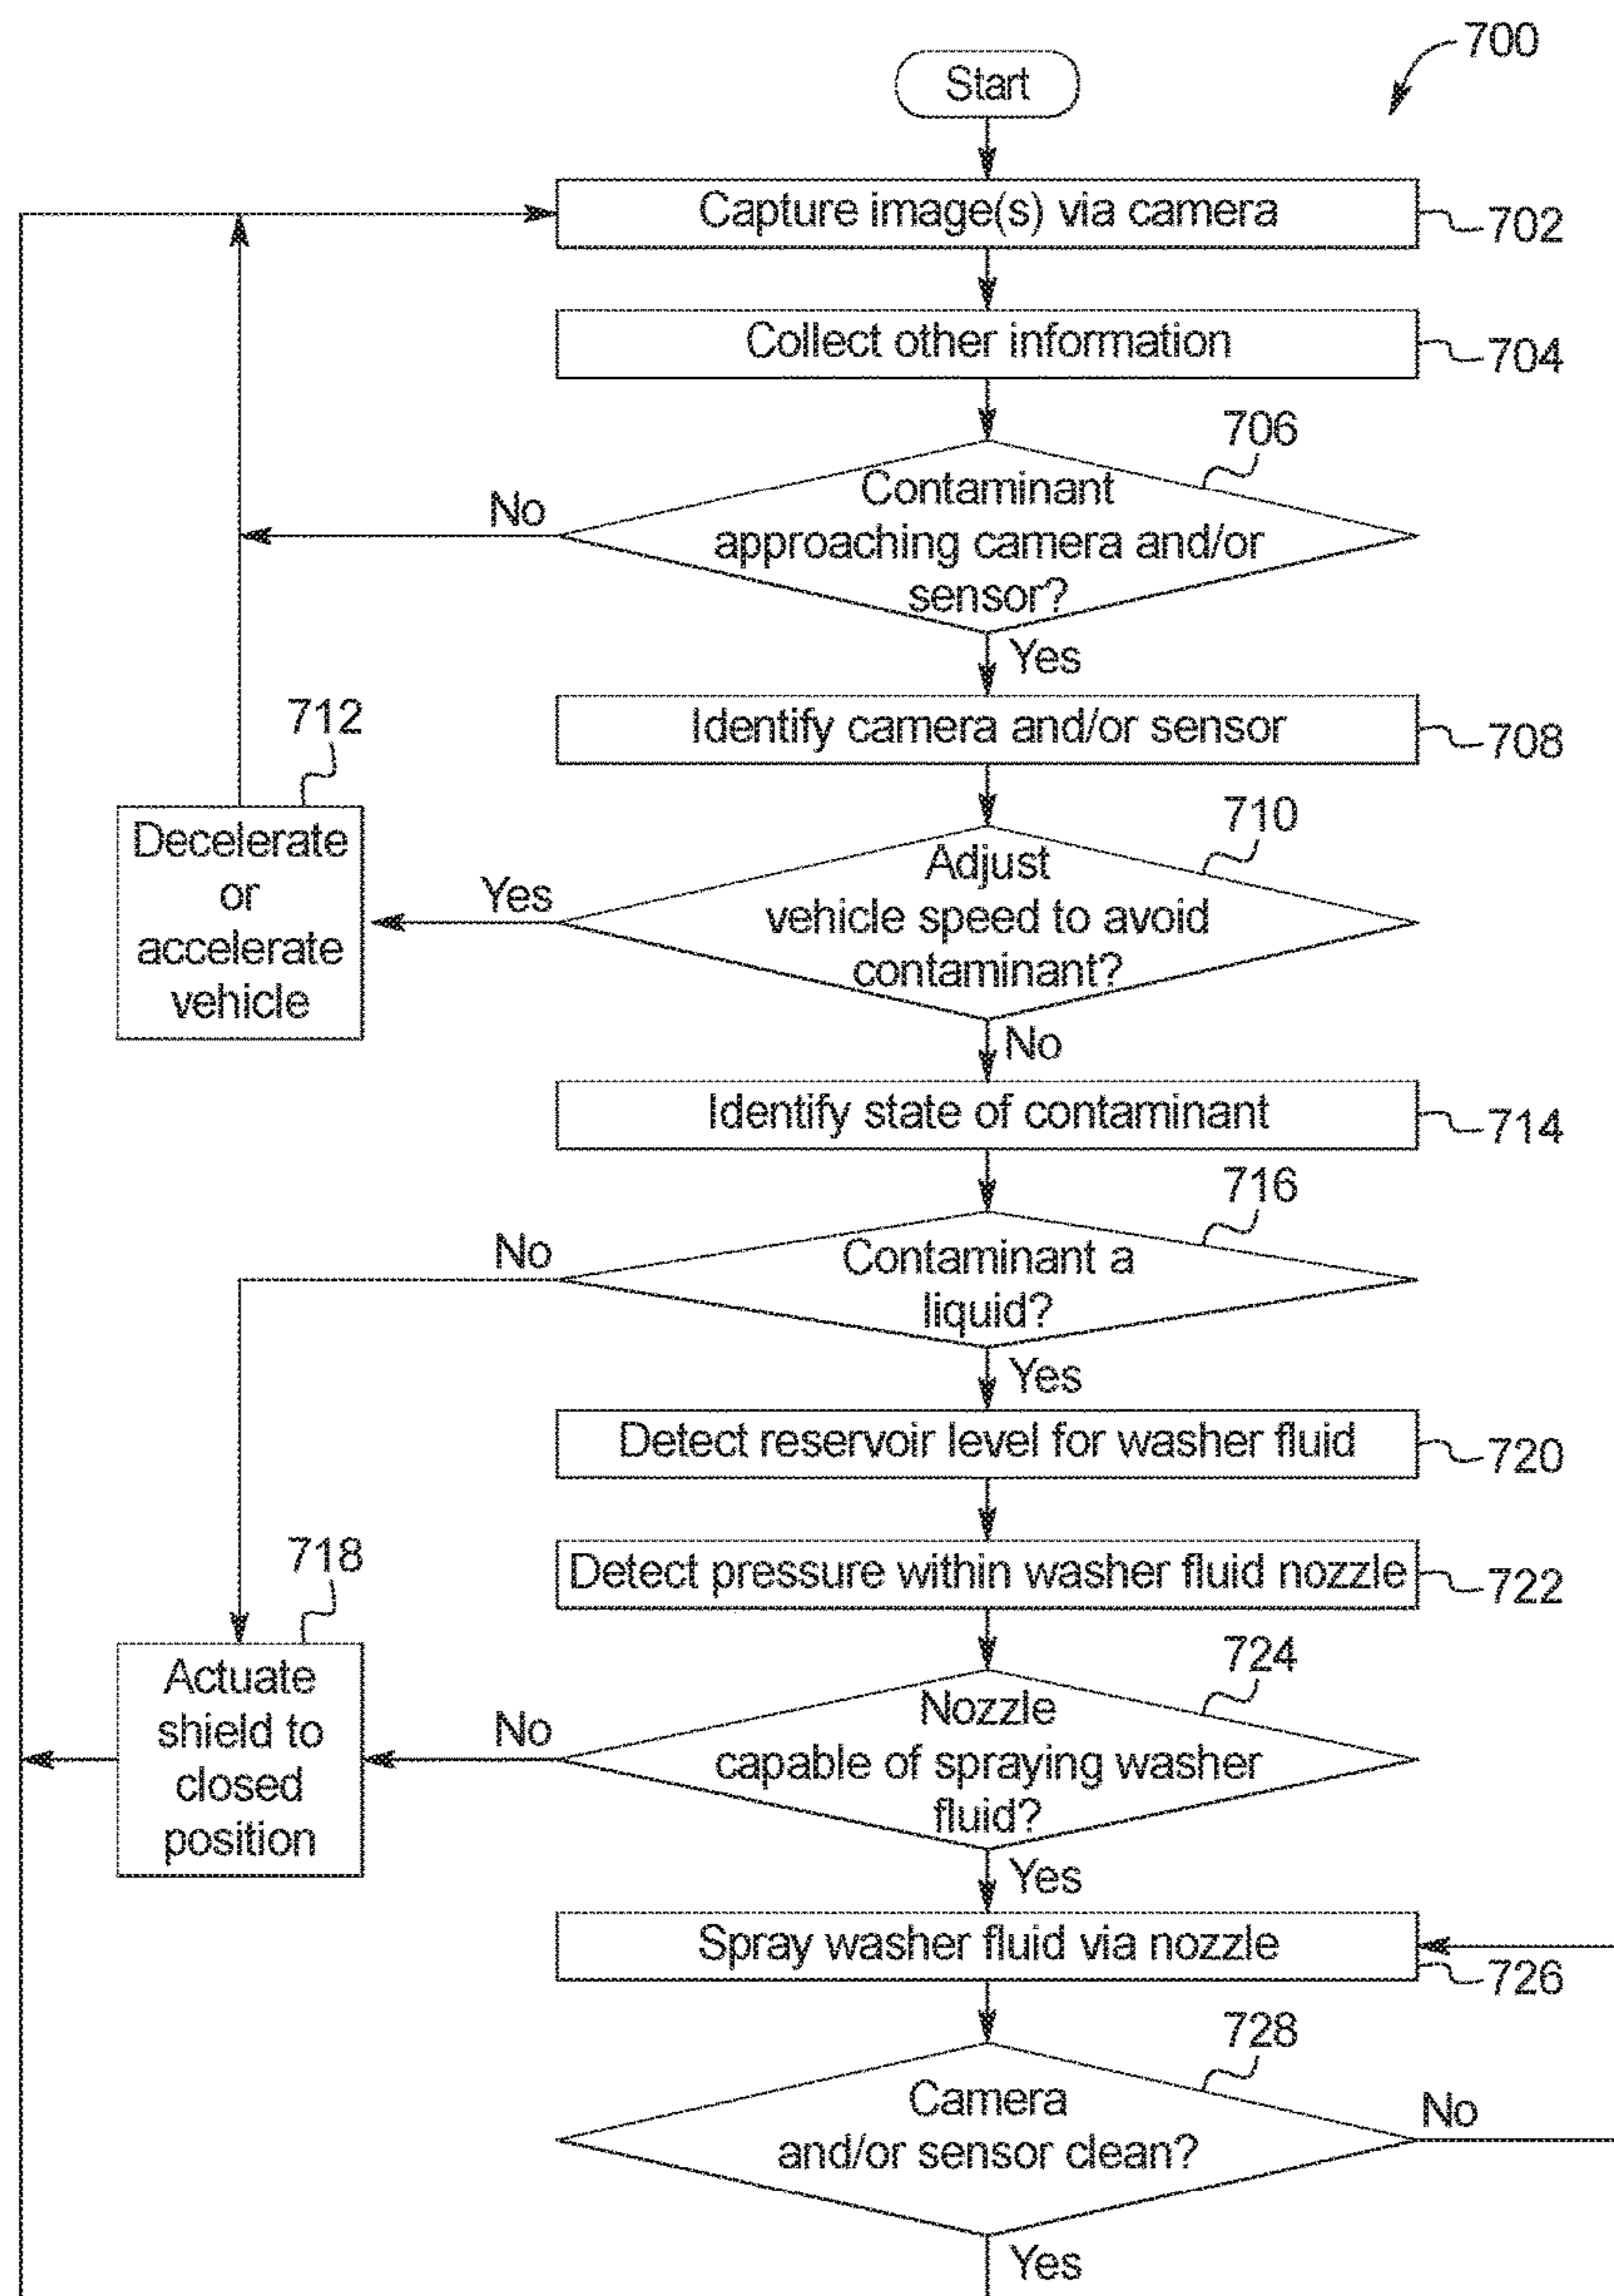 700
Start
Capture image(s) via camera
702
Collect other information
704
706
Contaminant
approaching camera and/or
sensor?
No
Yes
Identify camera and/or sensor
708
712
Decelerate
or
accelerate
vehicle
710
Adjust
vehicle speed to avoid
contaminant?
Yes
No
Identify state of contaminant
714
716
Contaminant a
liquid?
No
Yes
Detect reservoir level for washer fluid
720
Detect pressure within washer fluid nozzle
722
718
Actuate
shield to
closed
position
724
Nozzle
capable of spraying washer
fluid?
No
Yes
Spray washer fluid via nozzle
726
728
Camera
and/or sensor clean?
No
Yes